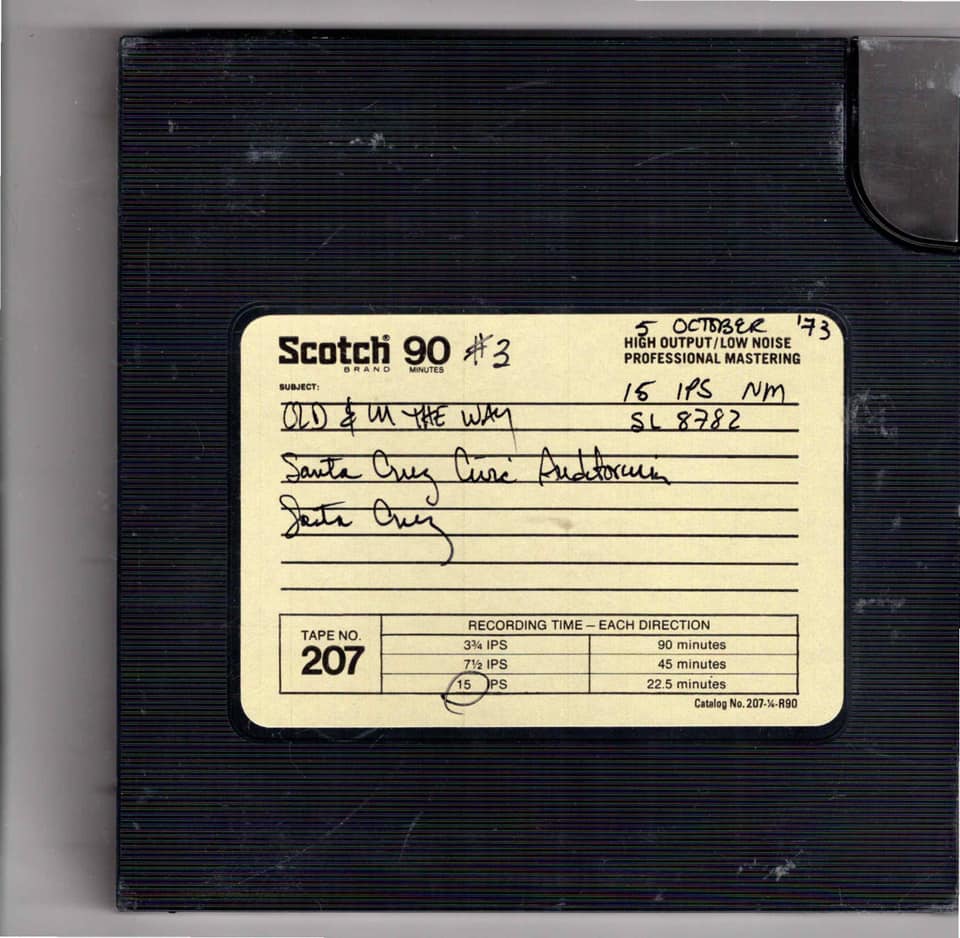 5 OCTOBER '73
Scotch® 90 #3
BRAND MINUTES
HIGH OUTPUT/LOW NOISE
PROFESSIONAL MASTERING
SUBJECT:
15 IPS NM
OLD & IN THE WAY
SL 8782
Santa Cruz Civic Auditorium
Santa Cruz
TAPE NO.
207
RECORDING TIME – EACH DIRECTION
3¾ IPS 90 minutes
7½ IPS 45 minutes
15 IPS 22.5 minutes
Catalog No. 207-¼-R90